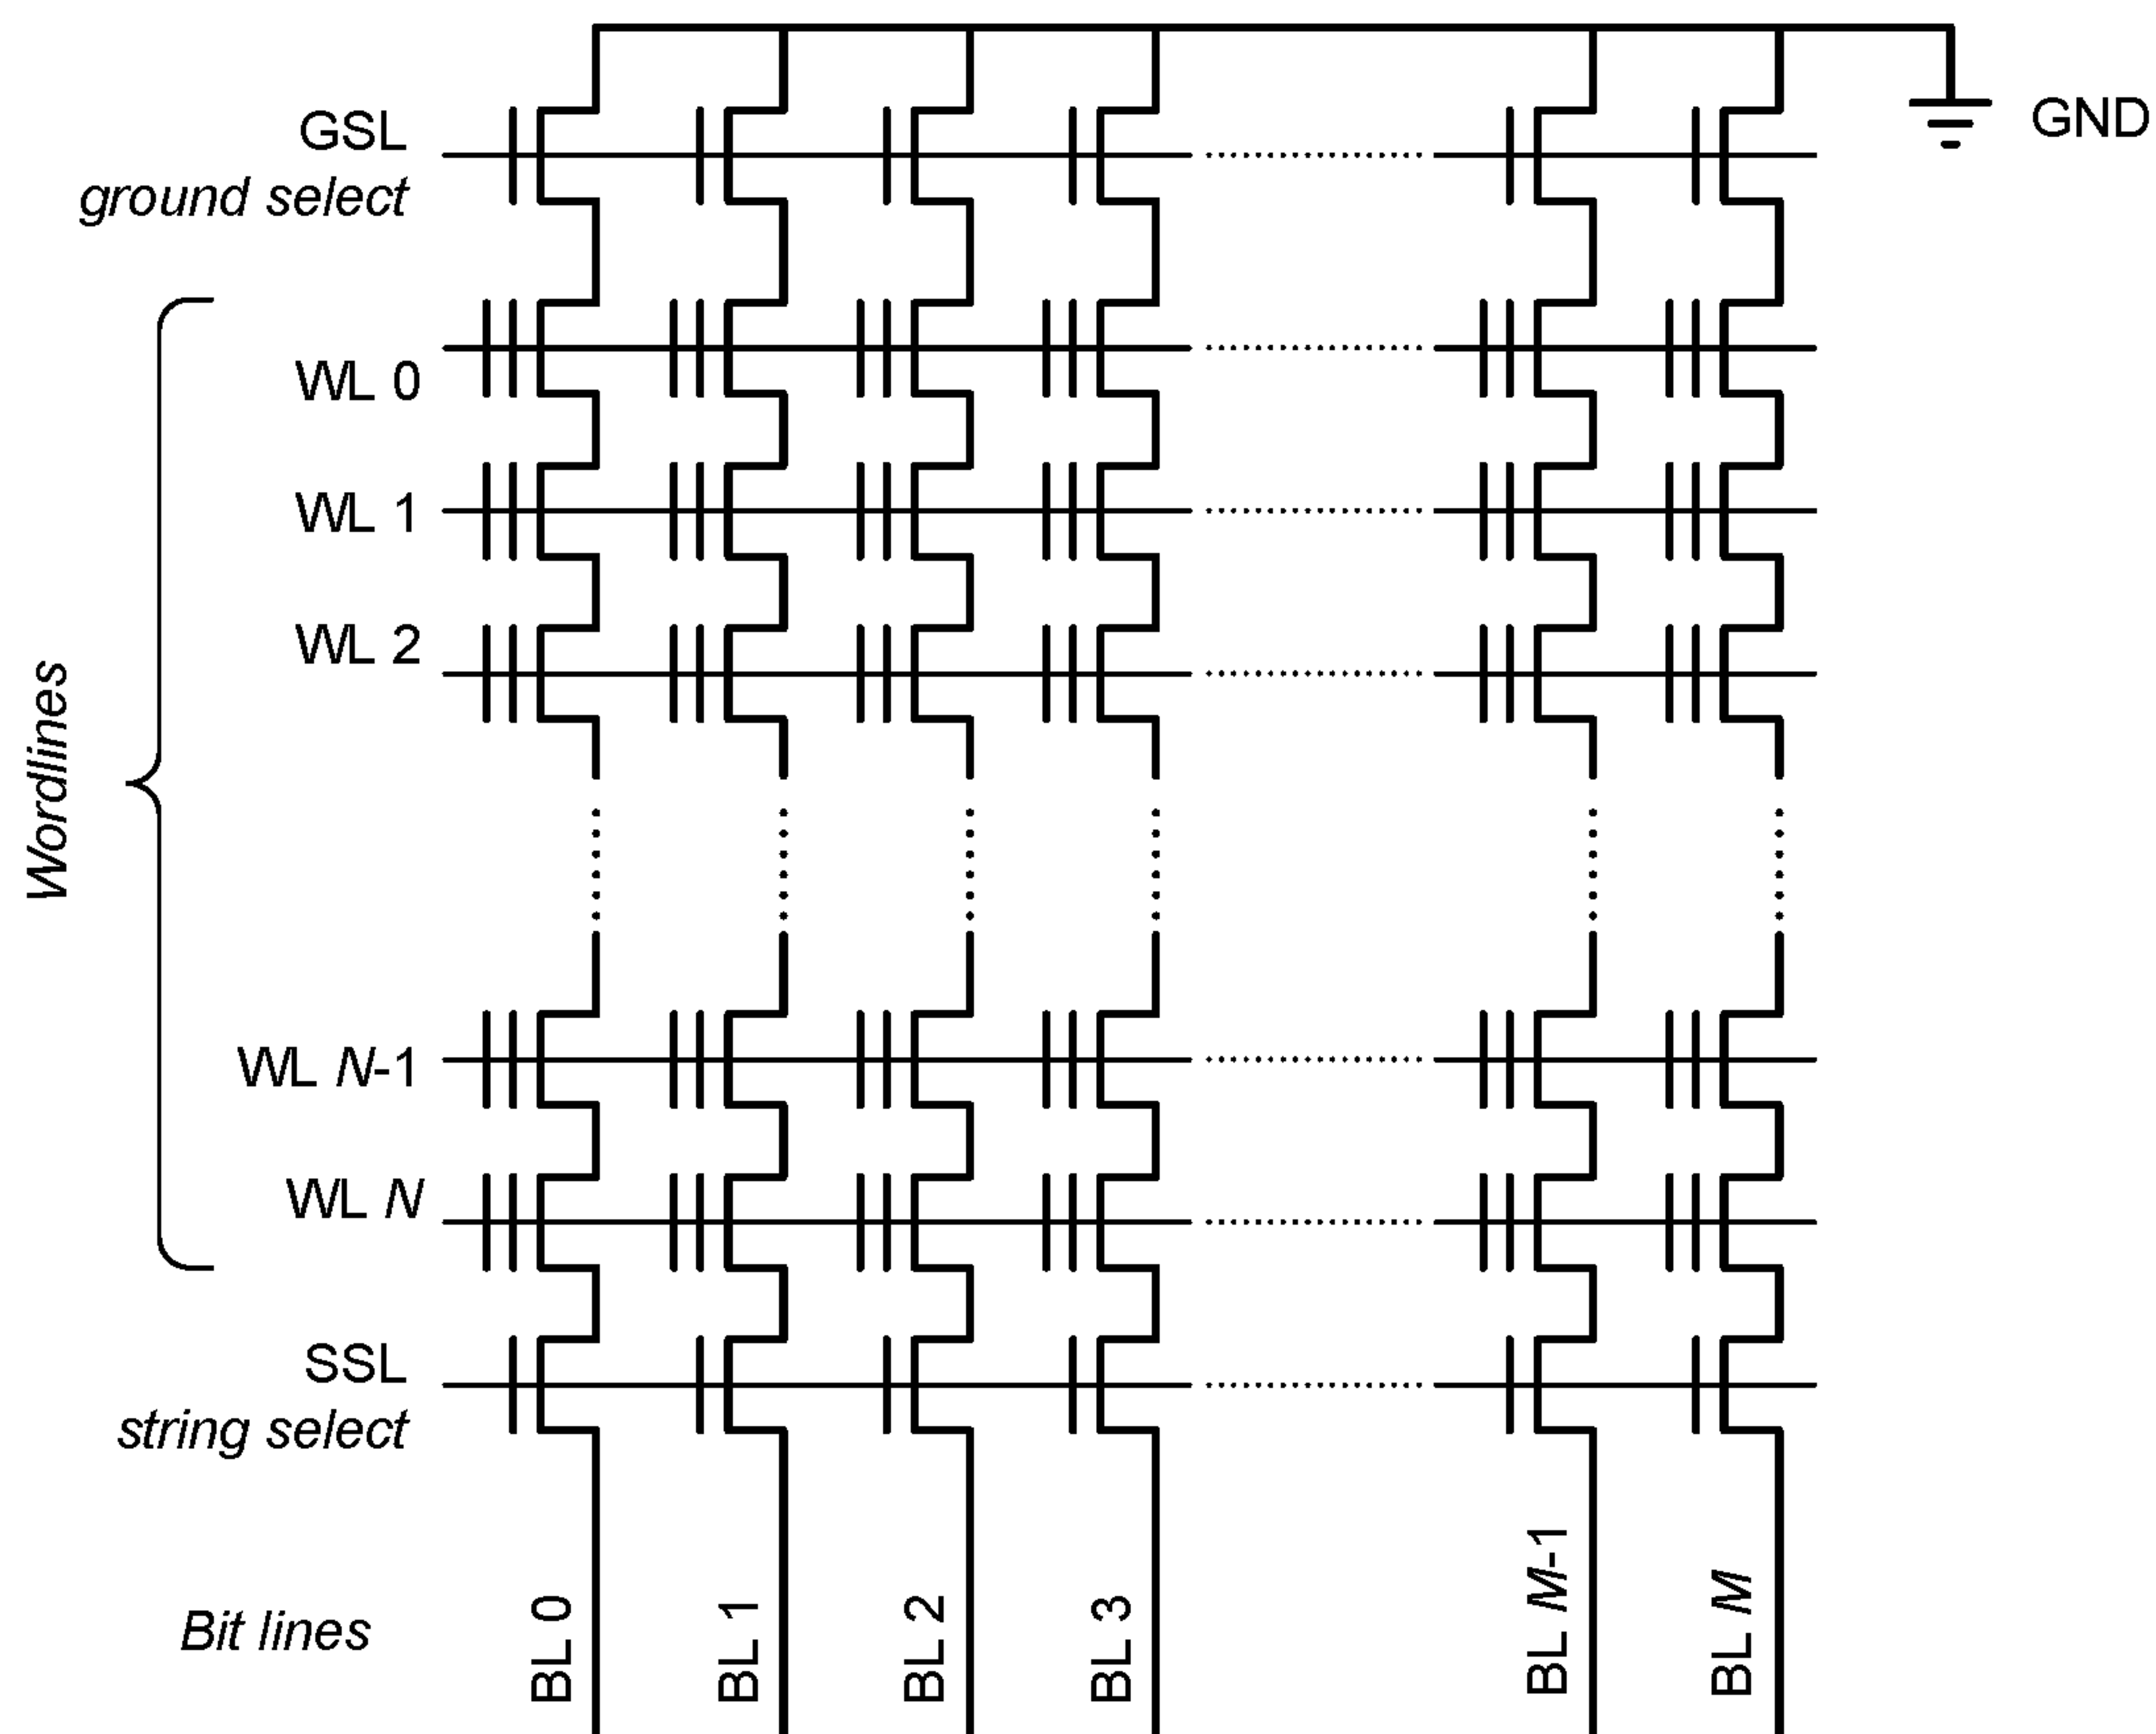 GND
GSL
ground select
WL 0
WL 1
WL 2
Wordlines
WL N-1
WL N
SSL
string select
Bit lines
BL 0
BL 1
BL 2
BL 3
BL M-1
BL M